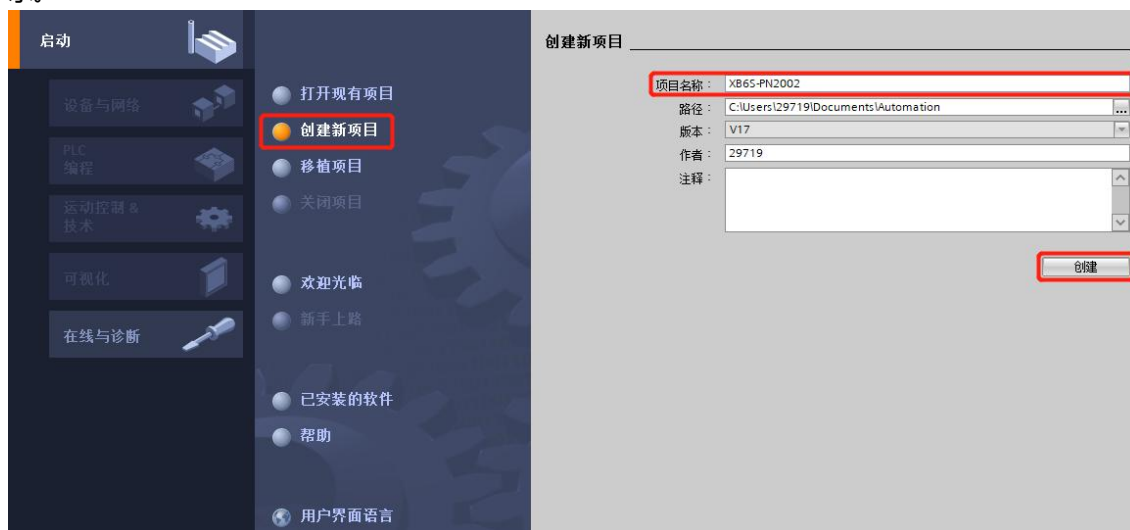 启动
设备与网络
PLC
编程
运动控制 &
技术
可视化
在线与诊断
打开现有项目
创建新项目
移植项目
关闭项目
欢迎光临
新手上路
已安装的软件
帮助
用户界面语言
创建新项目
项目名称： XB6S-PN2002
路径： C:\Users\29719\Documents\Automation ...
版本： V17
作者： 29719
注释：
创建